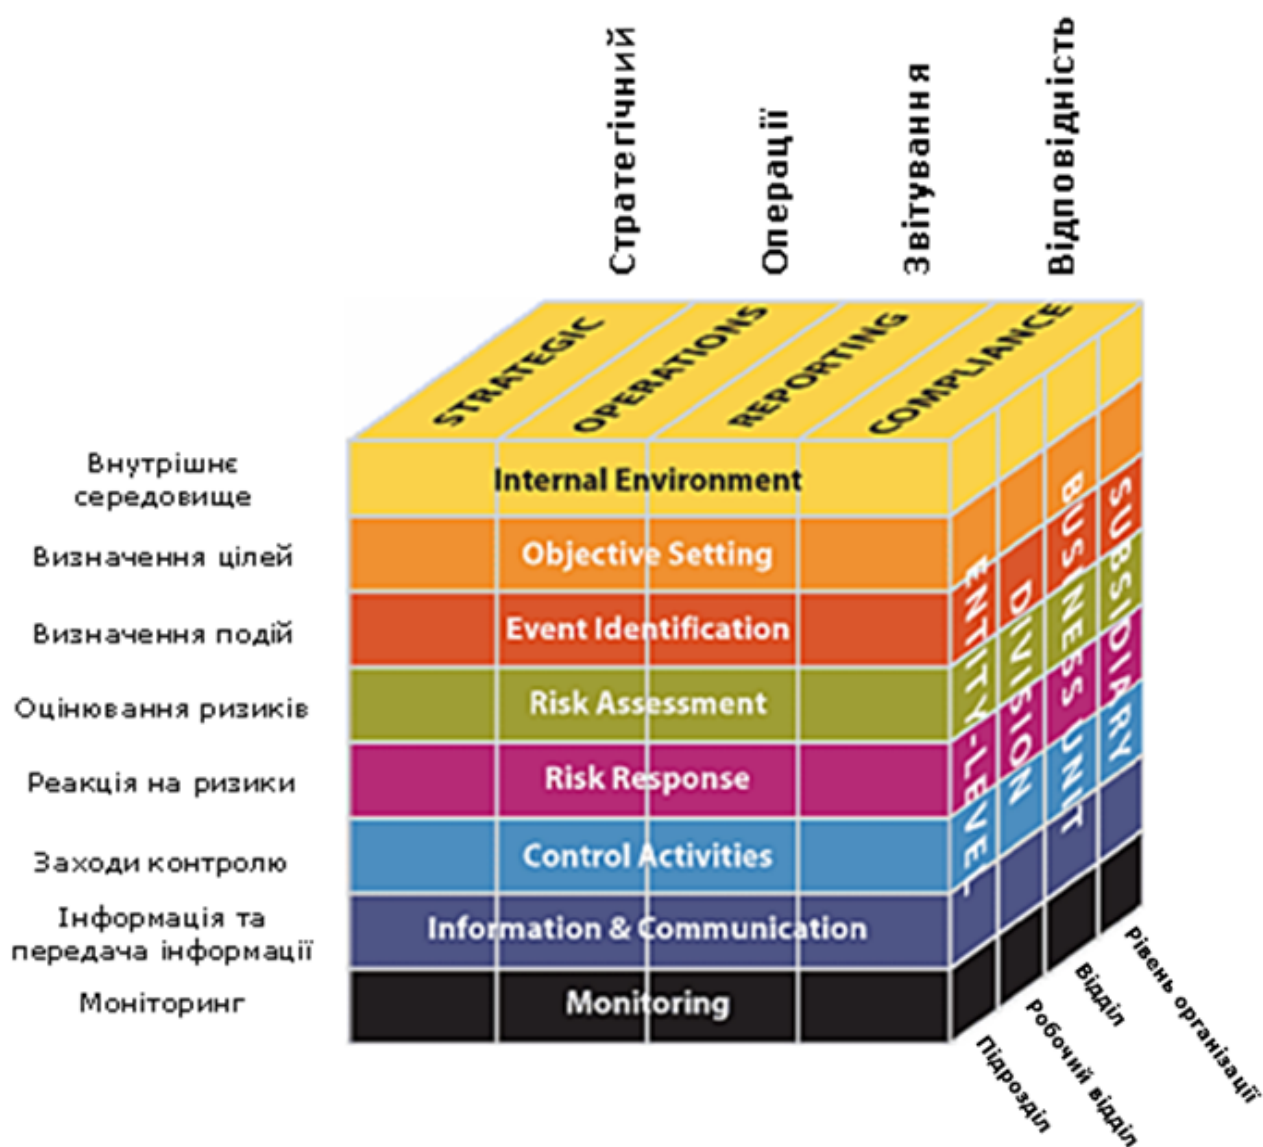 Стратегічний
Операції
Звітування
Відповідність
STRATEGIC
OPERATIONS
REPORTING
COMPLIANCE
Внутрішнє
середовище
Internal Environment
Визначення цілей
Objective Setting
Визначення подій
Event Identification
Оцінювання ризиків
Risk Assessment
Реакція на ризики
Risk Response
Заходи контролю
Control Activities
Інформація та
передача інформації
Information & Communication
Моніторинг
Monitoring
ENTITY-LEVEL
DIVISION
BUSINESS UNIT
SUBSIDIARY
Підрозділ
Робочий відділ
Відділ
Рівень організації